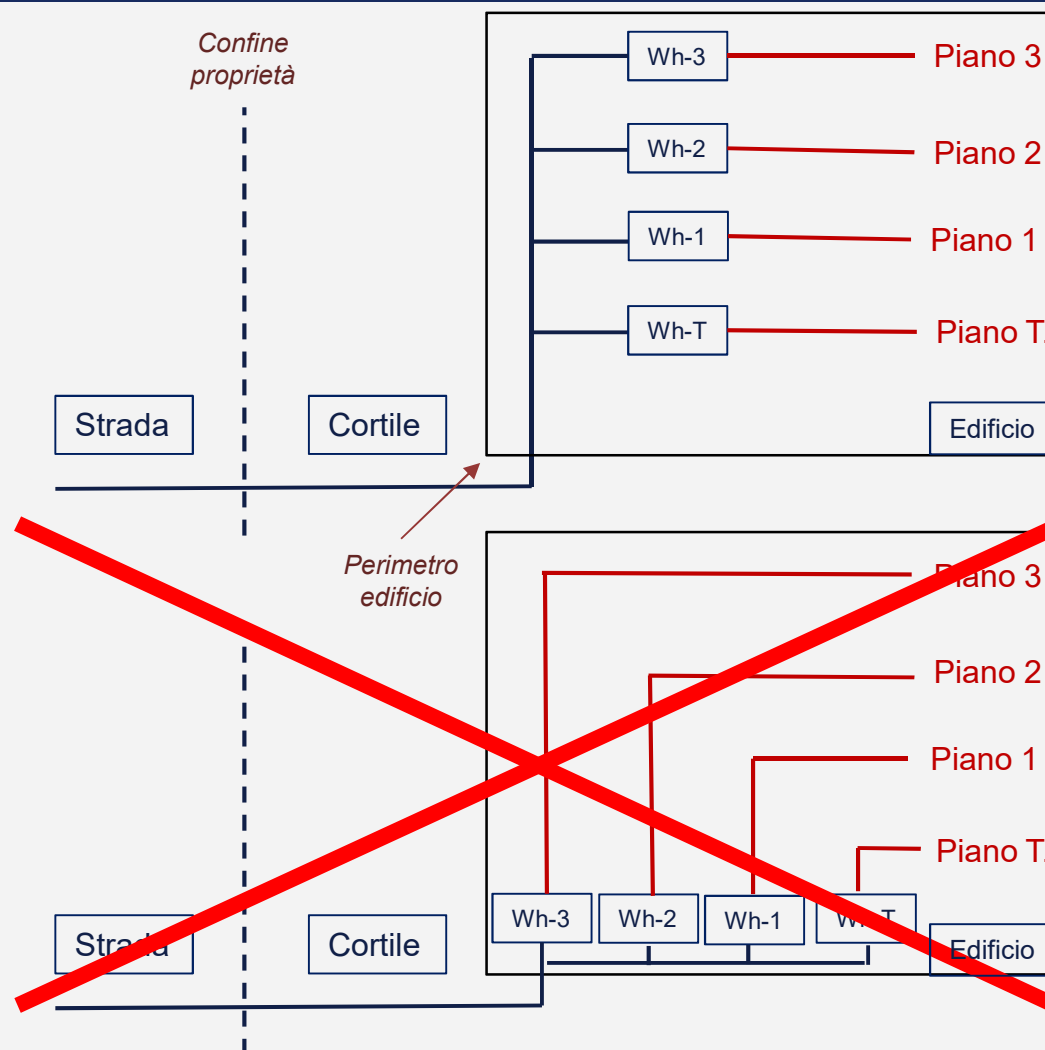 Confine
proprietà
Wh-3
Piano 3
Wh-2
Piano 2
Wh-1
Piano 1
Wh-T
Piano T.
Strada
Cortile
Edificio
Perimetro
edificio
Piano 3
Piano 2
Piano 1
Piano T.
Wh-3
Wh-2
Wh-1
Wh-T
Strada
Cortile
Edificio